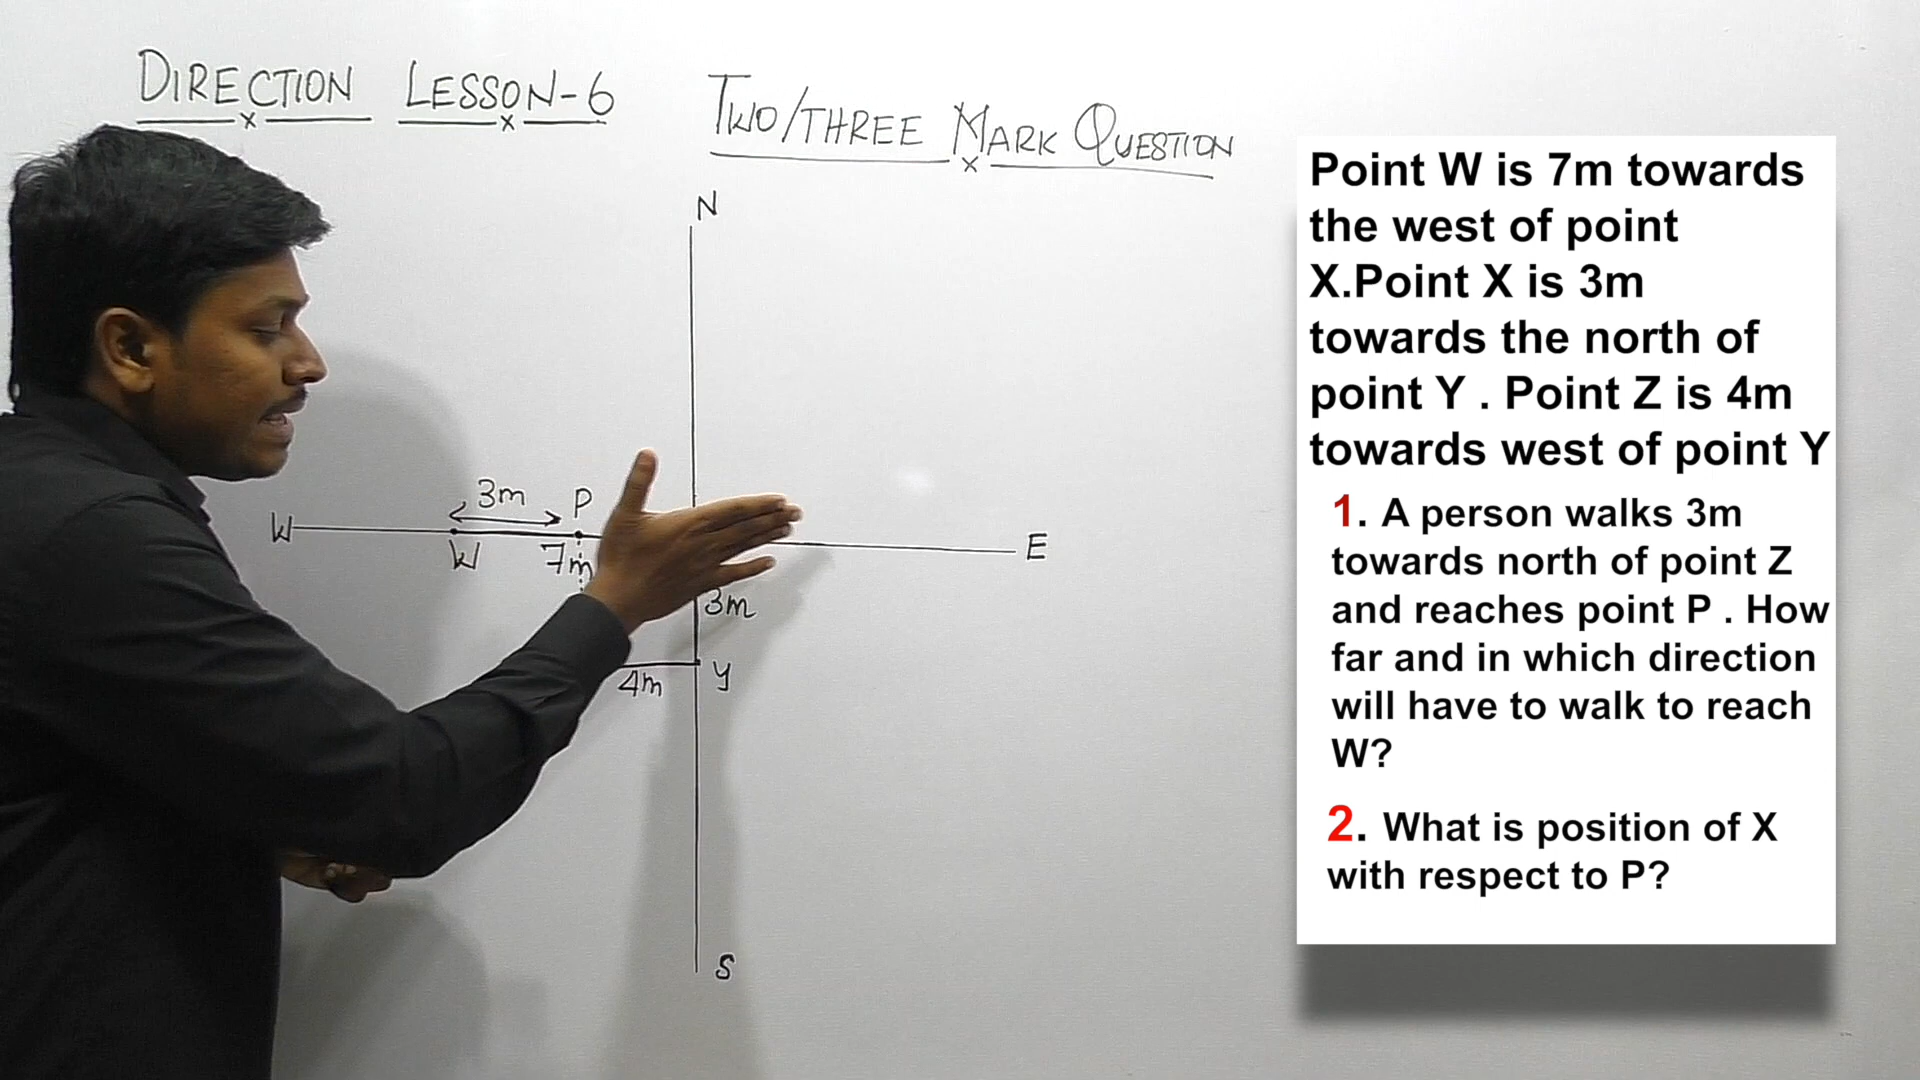 DIRECTION LESSON-6
TWO/THREE MARK QUESTION
N
3m P
W
E
W 7m
3m
4m Y
S
Point W is 7m towards
the west of point
X.Point X is 3m
towards the north of
point Y . Point Z is 4m
towards west of point Y
1. A person walks 3m
towards north of point Z
and reaches point P . How
far and in which direction
will have to walk to reach
W?
2. What is position of X
with respect to P?